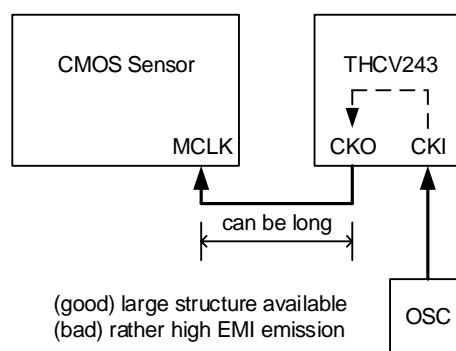 CMOS Sensor
THCV243
MCLK
CKO
CKI
can be long
(good) large structure available
(bad) rather high EMI emission
OSC